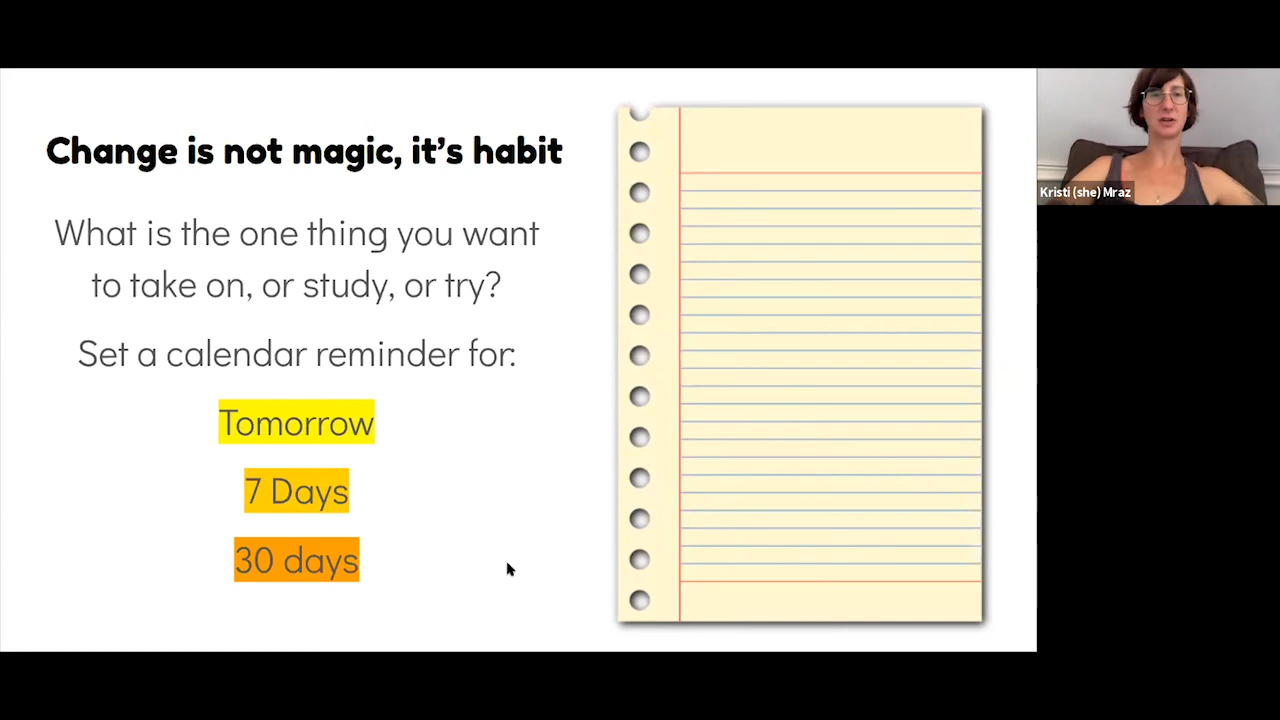 Change is not magic, it's habit
What is the one thing you want
to take on, or study, or try?
Set a calendar reminder for:
Tomorrow
7 Days
30 days
Kristi (she) Mraz